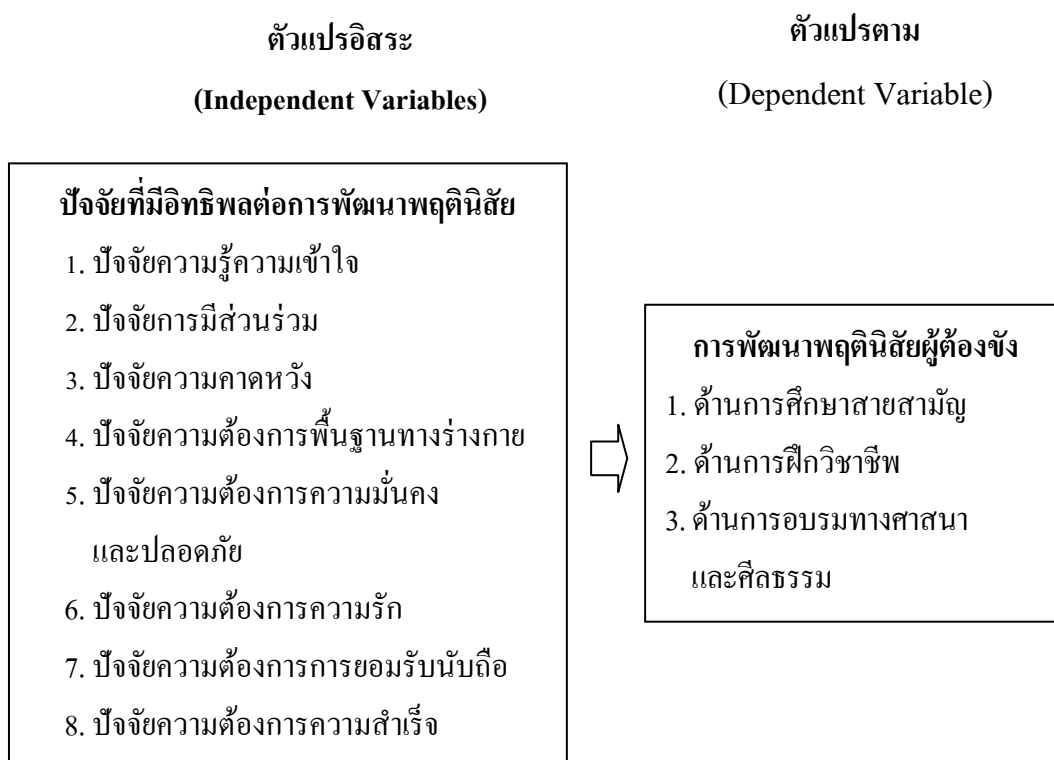 ตัวแปรอิสระ
(Independent Variables)
ตัวแปรตาม
(Dependent Variable)
ปัจจัยที่มีอิทธิพลต่อการพัฒนาพฤตินิสัย
1. ปัจจัยความรู้ความเข้าใจ
2. ปัจจัยการมีส่วนร่วม
3. ปัจจัยความคาดหวัง
4. ปัจจัยความต้องการพื้นฐานทางร่างกาย
5. ปัจจัยความต้องการความมั่นคง
และปลอดภัย
6. ปัจจัยความต้องการความรัก
7. ปัจจัยความต้องการการยอมรับนับถือ
8. ปัจจัยความต้องการความสำเร็จ
การพัฒนาพฤตินิสัยผู้ต้องขัง
1. ด้านการศึกษาสายสามัญ
2. ด้านการฝึกวิชาชีพ
3. ด้านการอบรมทางศาสนา
และศีลธรรม